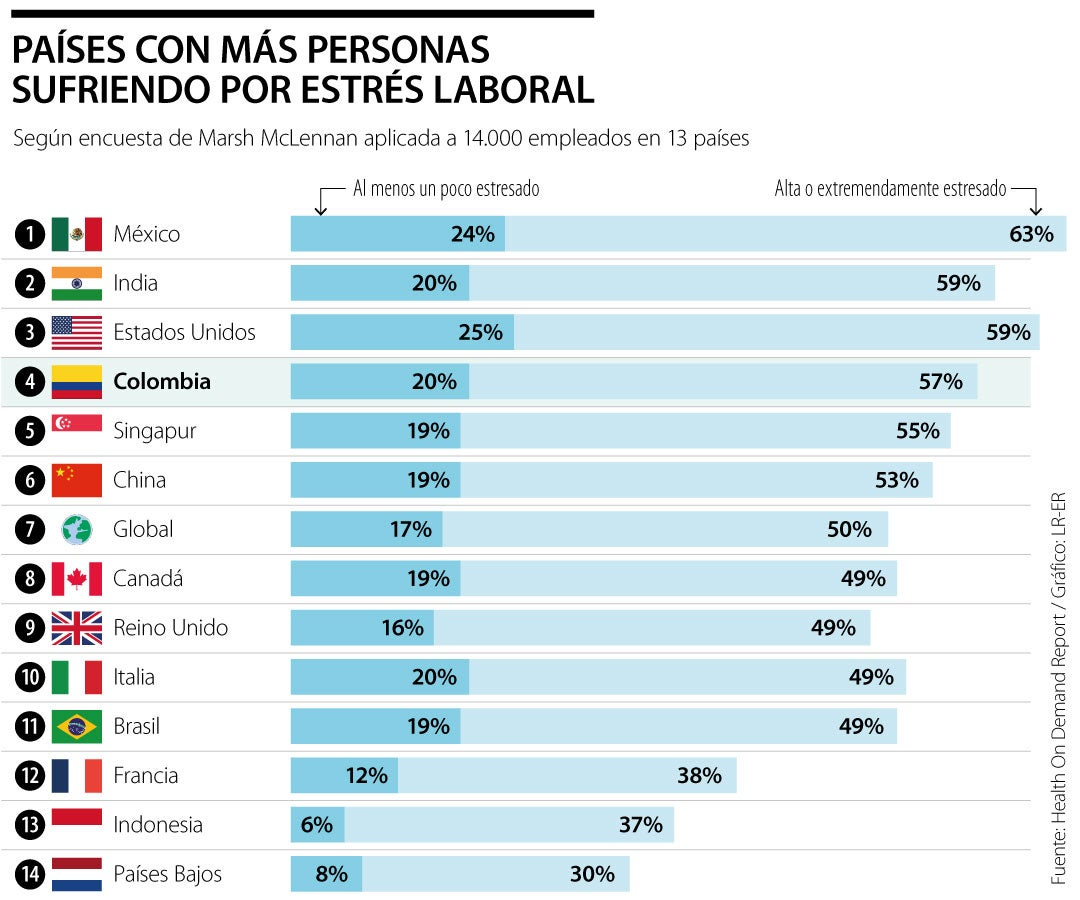 PAÍSES CON MÁS PERSONAS
SUFRIENDO POR ESTRÉS LABORAL
Según encuesta de Marsh McLennan aplicada a 14.000 empleados en 13 países
Al menos un poco estresado
Alta o extremendamente estresado
1 México 24% 63%
2 India 20% 59%
3 Estados Unidos 25% 59%
4 Colombia 20% 57%
5 Singapur 19% 55%
6 China 19% 53%
7 Global 17% 50%
8 Canadá 19% 49%
9 Reino Unido 16% 49%
10 Italia 20% 49%
11 Brasil 19% 49%
12 Francia 12% 38%
13 Indonesia 6% 37%
14 Países Bajos 8% 30%
Fuente: Health On Demand Report / Gráfico: LR-ER